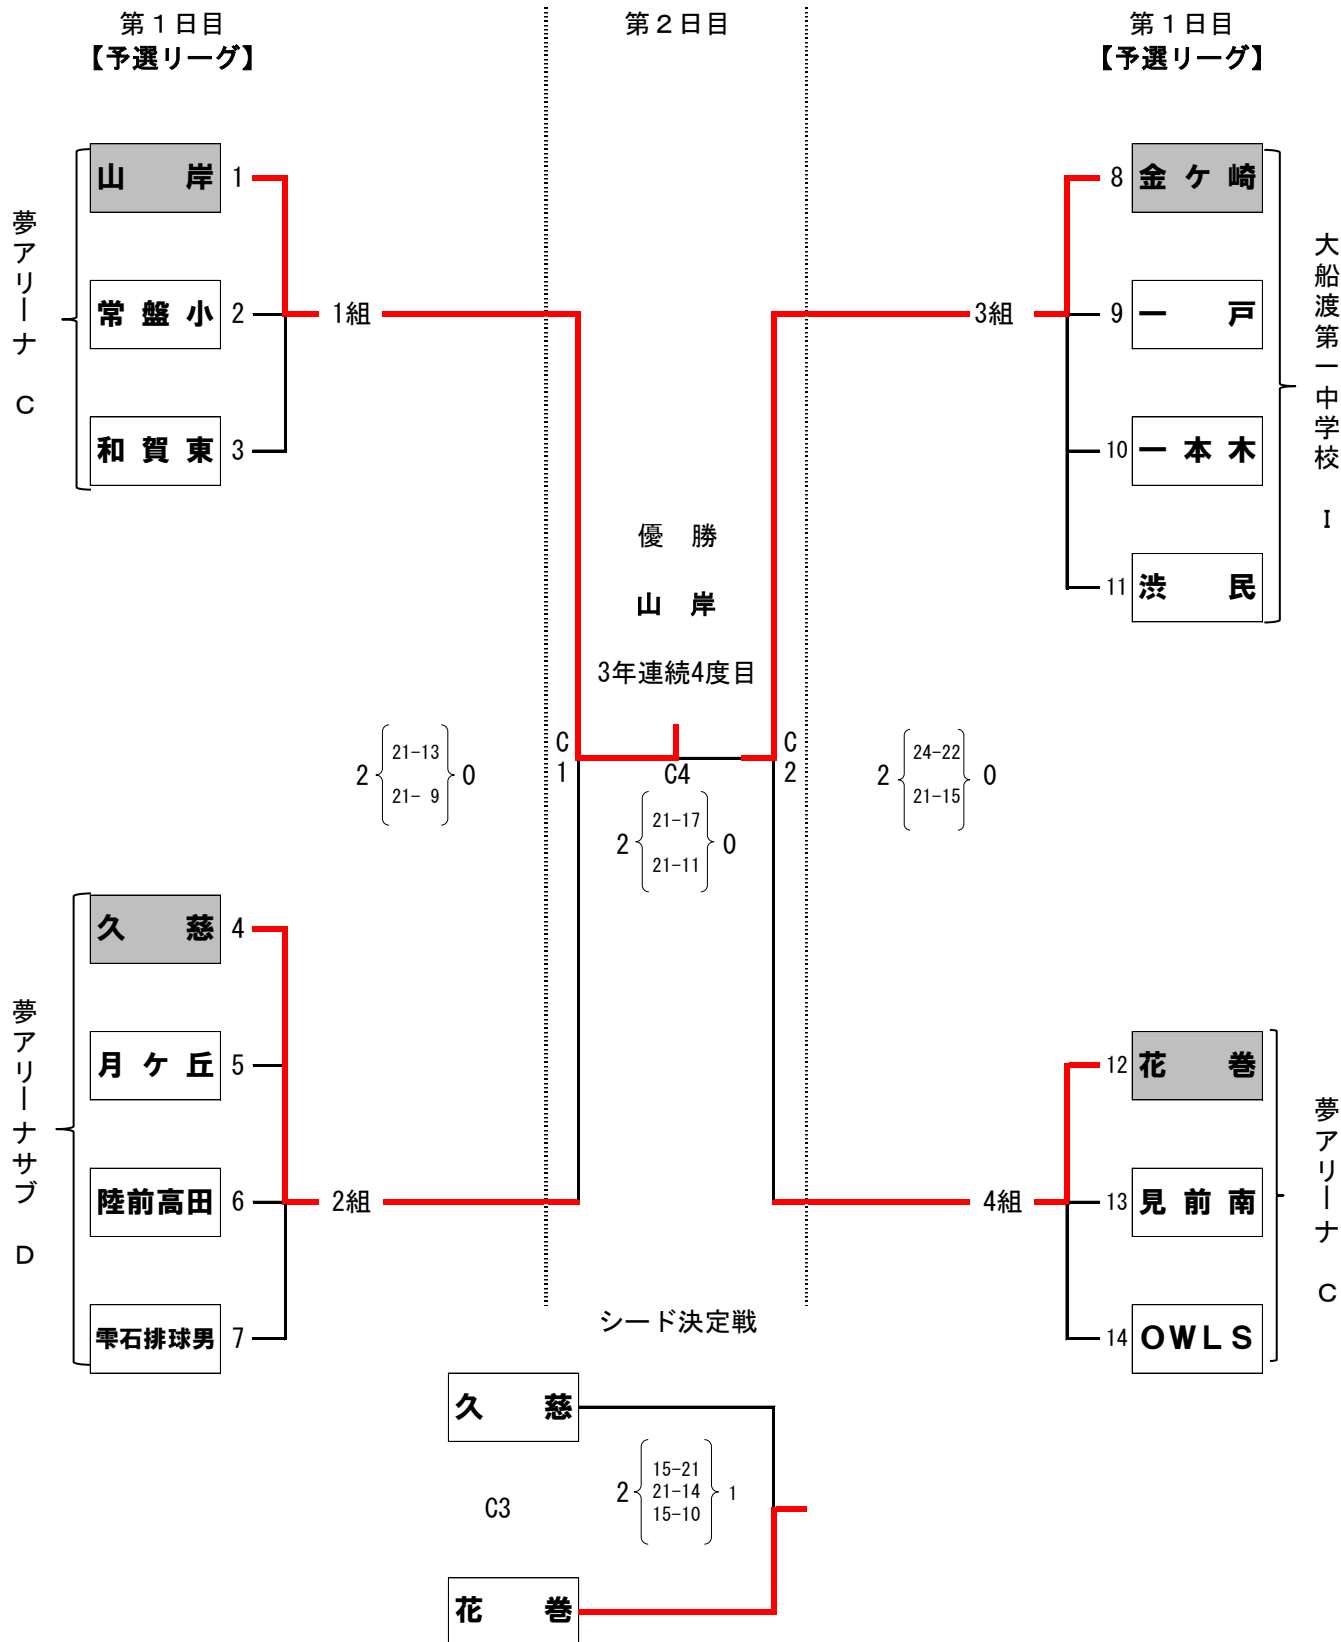 第１日目
【予選リーグ】
第２日目
第１日目
【予選リーグ】
夢アリーナ C
山 岸 1
常盤小 2
和賀東 3
1組
夢アリーナサブ D
久 慈 4
月ケ丘 5
陸前高田 6
雫石排球男 7
2組
優 勝
山 岸
3年連続4度目
2 21-13 0
21- 9
C1
C4
2 21-17 0
21-11
C2
2 24-22 0
21-15
3組
8 金ケ崎
9 一 戸
10 一本木
11 渋 民
大船渡第一中学校 I
4組
12 花 巻
13 見前南
14 OWLS
夢アリーナ C
シード決定戦
久 慈
C3
2 15-21 1
21-14
15-10
花 巻